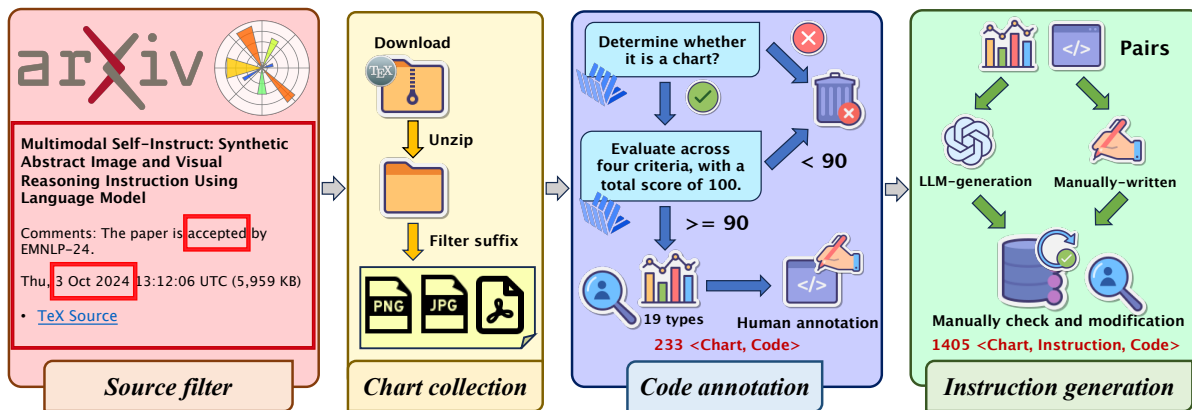 arXiv
Multimodal Self-Instruct: Synthetic
Abstract Image and Visual
Reasoning Instruction Using
Language Model
Comments: The paper is accepted by
EMNLP-24.
Thu, 3 Oct 2024 13:12:06 UTC (5,959 KB)
• TeX Source
Source filter
Download
TEX
Unzip
Filter suffix
PNG
JPG
Chart collection
Determine whether
it is a chart?
Evaluate across
four criteria, with a
total score of 100.
< 90
>= 90
</>
19 types
Human annotation
233 <Chart, Code>
Code annotation
</>
Pairs
LLM-generation
Manually-written
Manually check and modification
1405 <Chart, Instruction, Code>
Instruction generation